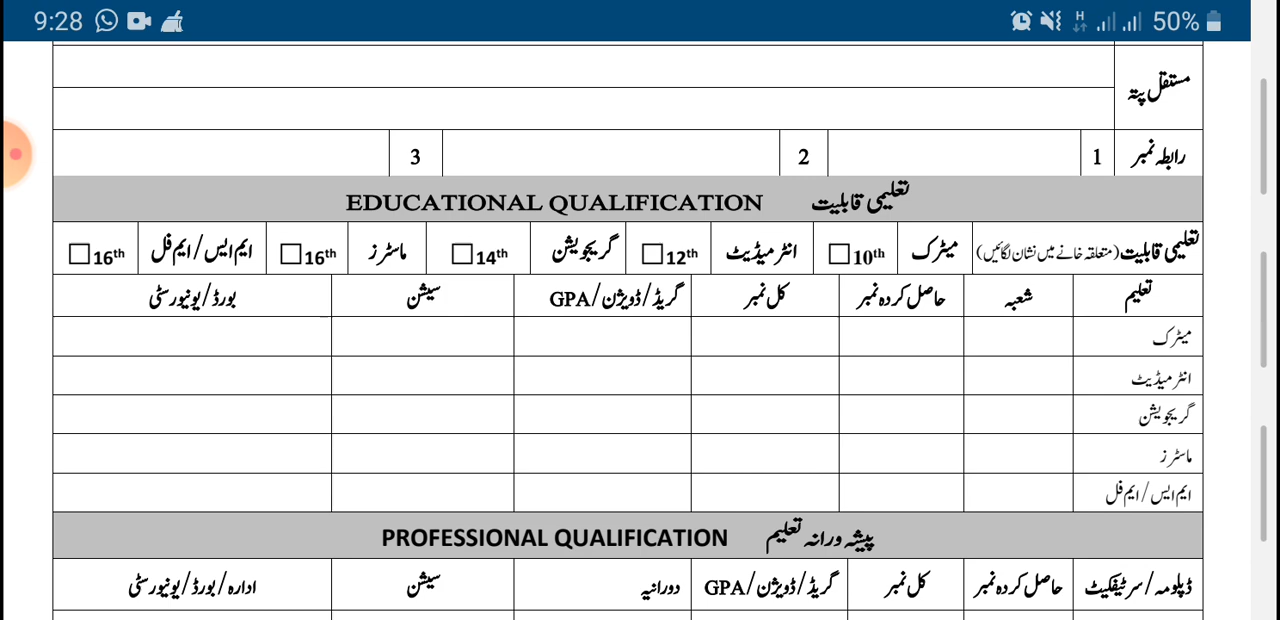 9:28 50%
مستقل پتہ
رابطہ نمبر 1 2 3
تعلیمی قابلیت EDUCATIONAL QUALIFICATION
تعلیمی قابلیت (متعلقہ خانے میں نشان لگائیں) میٹرک 10th☐ انٹرمیڈیٹ 12th☐ گریجویشن 14th☐ ماسٹرز 16th☐ ایم ایس/ایم فل 16th☐
تعلیم شعبہ حاصل کردہ نمبر کل نمبر گریڈ/ڈویژن/GPA سیشن بورڈ/یونیورسٹی
میٹرک
انٹرمیڈیٹ
گریجویشن
ماسٹرز
ایم ایس/ایم فل
پیشہ ورانہ تعلیم PROFESSIONAL QUALIFICATION
ڈپلومہ/سرٹیفکیٹ حاصل کردہ نمبر کل نمبر گریڈ/ڈویژن/GPA دورانیہ سیشن ادارہ/بورڈ/یونیورسٹی